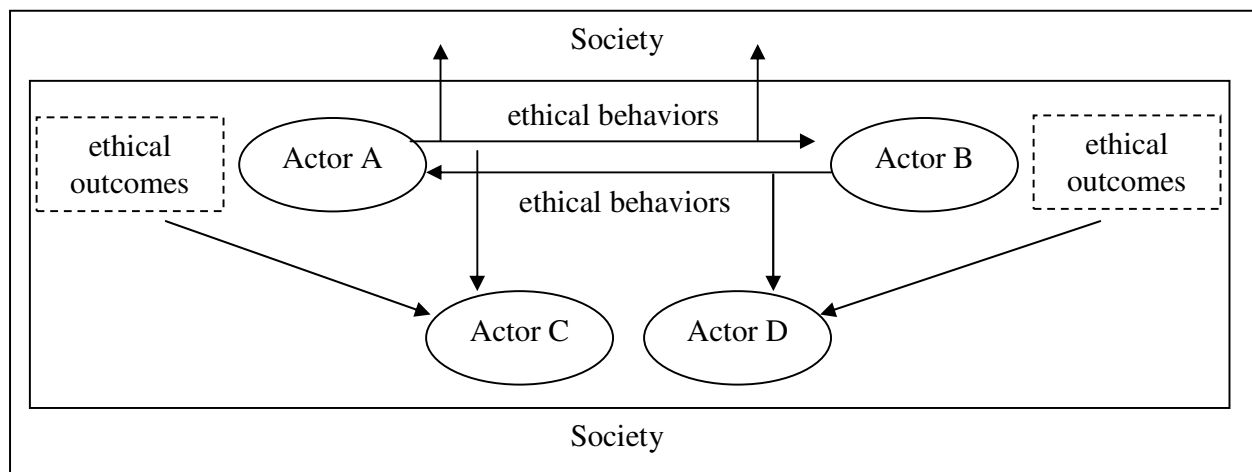 Society
ethical behaviors
ethical
outcomes
Actor A
Actor B
ethical
outcomes
ethical behaviors
Actor C
Actor D
Society